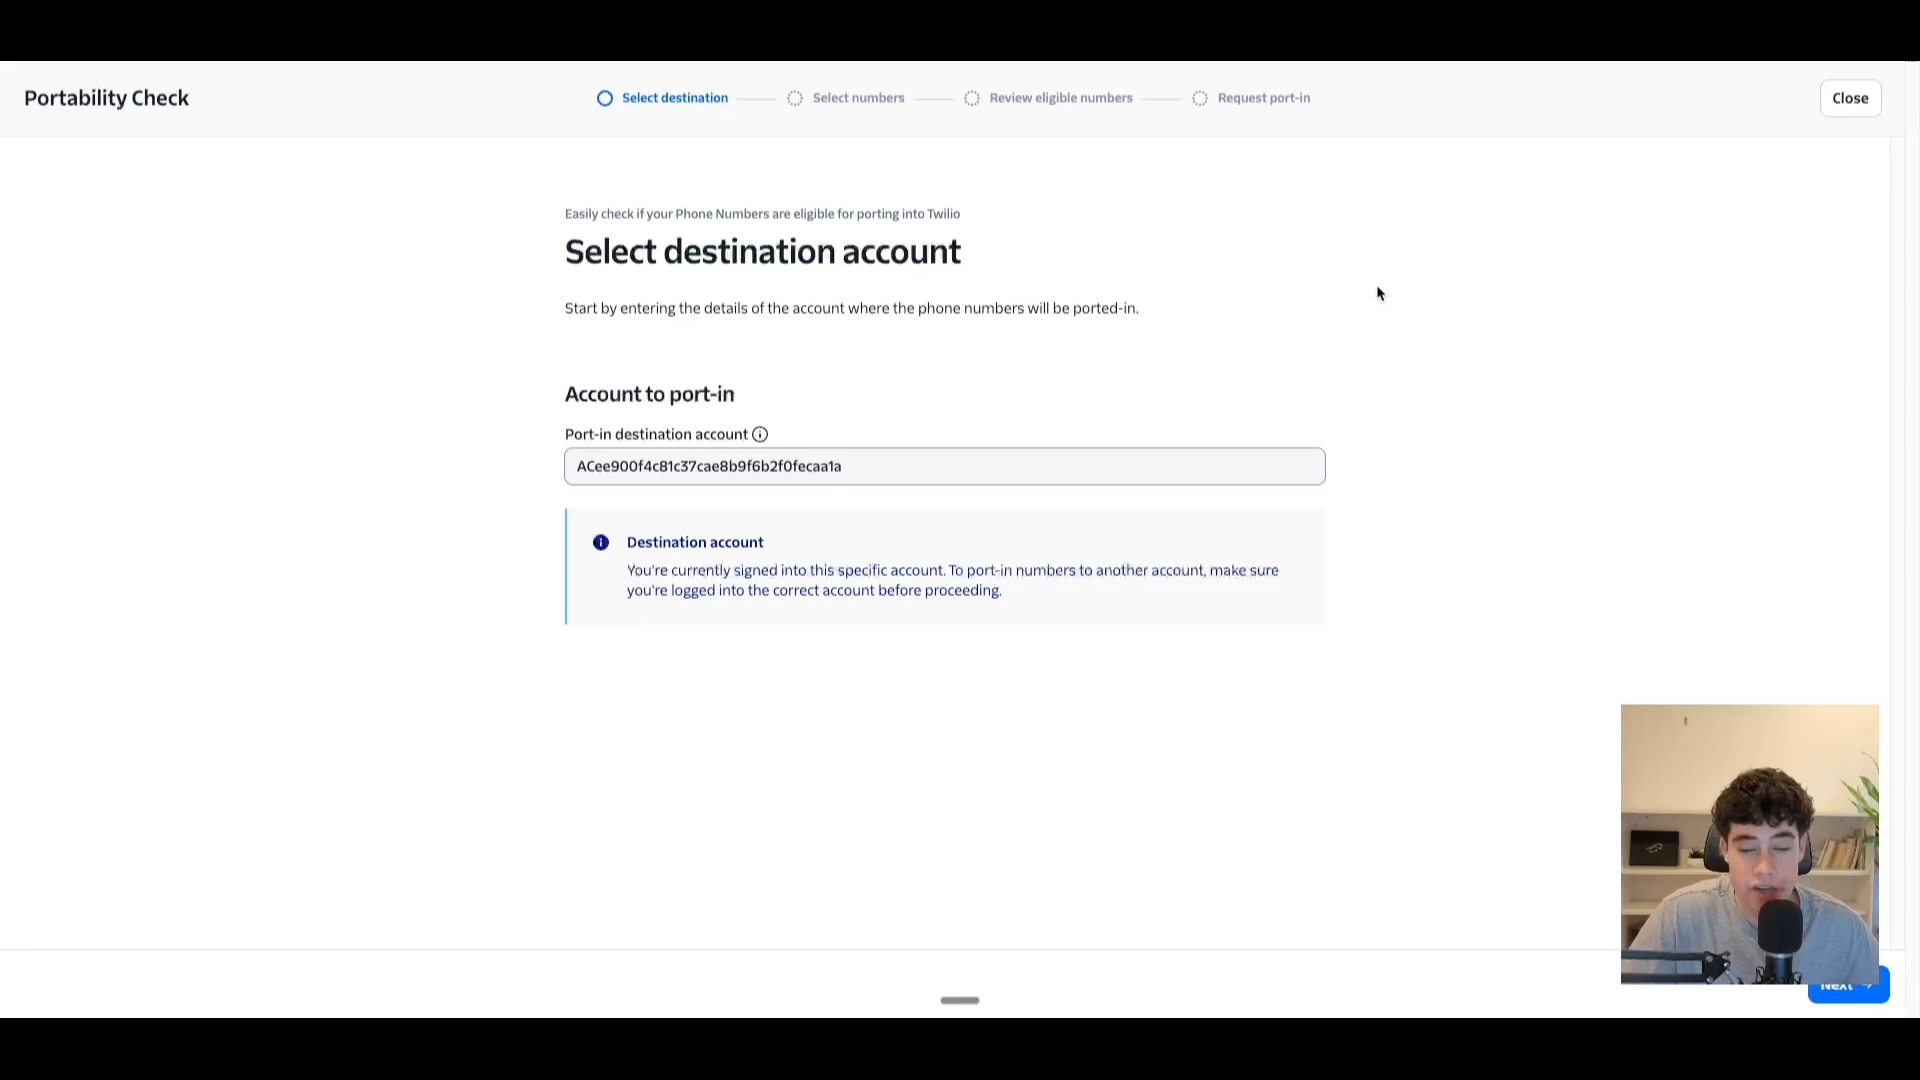 Portability Check
Select destination
Select numbers
Review eligible numbers
Request port-in
Close
Easily check if your Phone Numbers are eligible for porting into Twilio
Select destination account
Start by entering the details of the account where the phone numbers will be ported-in.
Account to port-in
Port-in destination account
ACee900f4c81c37cae8b9f6b2f0fecaa1a
Destination account
You're currently signed into this specific account. To port-in numbers to another account, make sure
you're logged into the correct account before proceeding.
Next